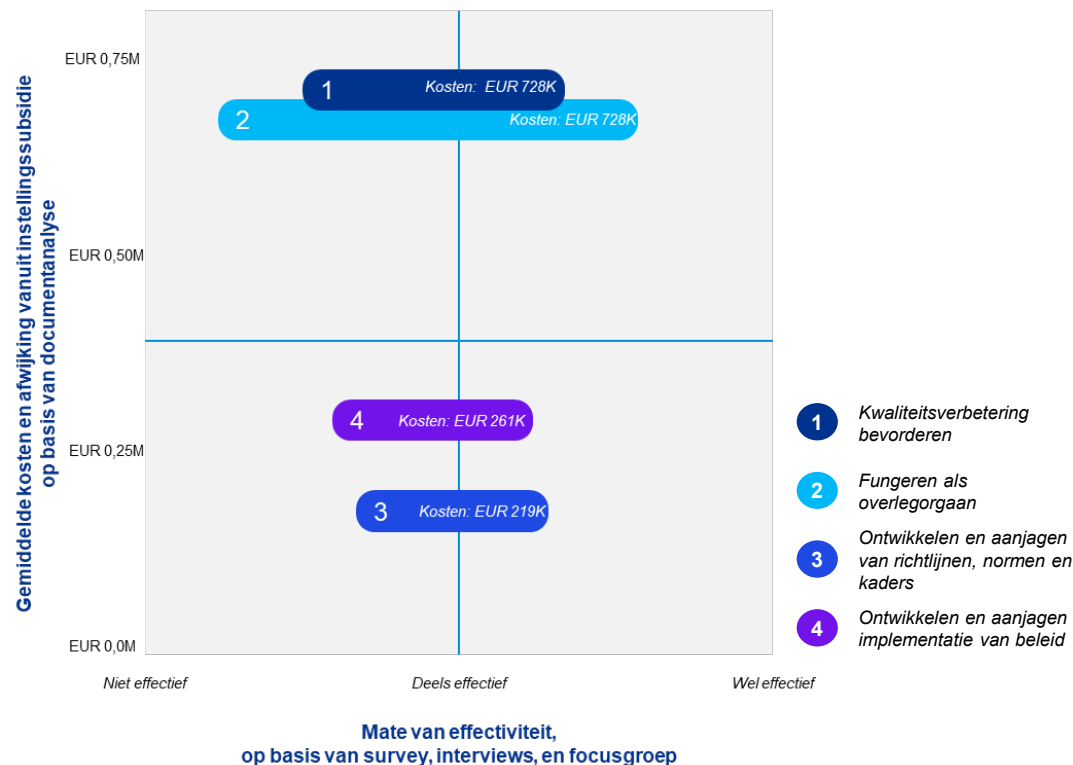 Gemiddelde kosten en afwijking vanuit instellingssubsidie
op basis van documentanalyse
EUR 0,75M
EUR 0,50M
EUR 0,25M
EUR 0,0M
1 Kosten: EUR 728K
2 Kosten: EUR 728K
4 Kosten: EUR 261K
3 Kosten: EUR 219K
Niet effectief
Deels effectief
Wel effectief
Mate van effectiviteit,
op basis van survey, interviews, en focusgroep
1 Kwaliteitsverbetering
bevorderen
2 Fungeren als
overlegorgaan
3 Ontwikkelen en aanjagen
van richtlijnen, normen en
kaders
4 Ontwikkelen en aanjagen
implementatie van beleid